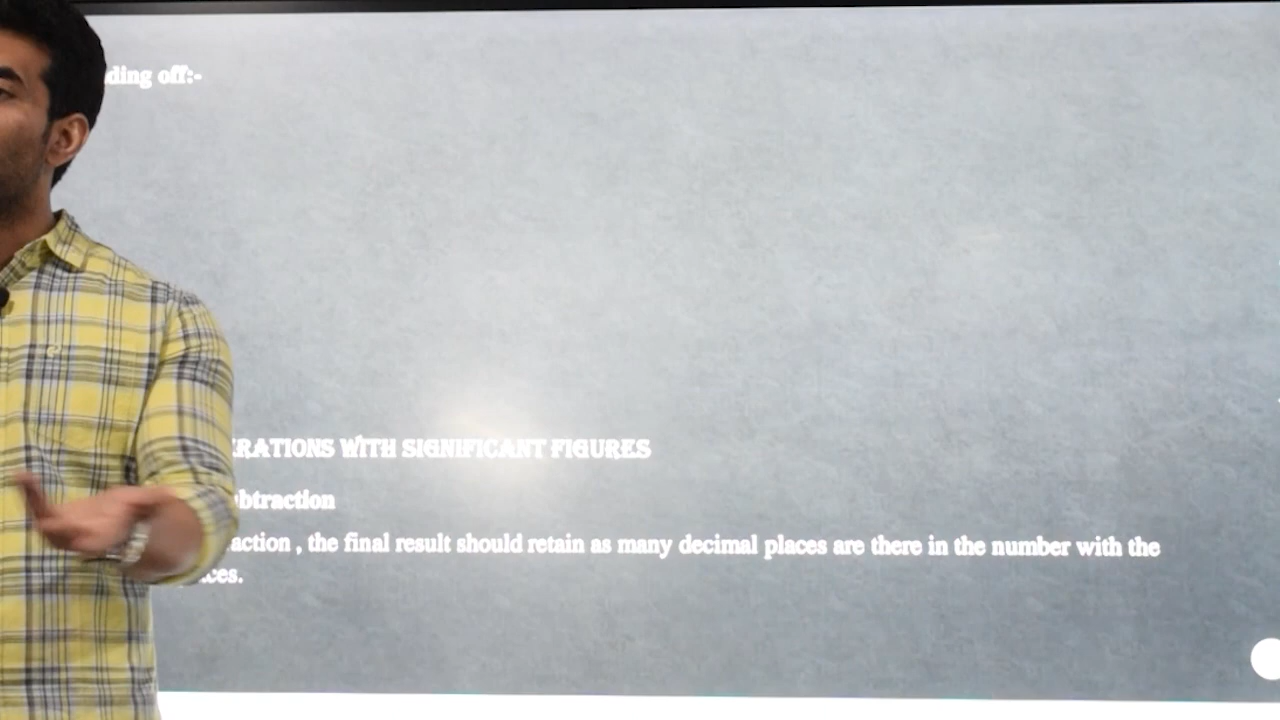 ding off:-
ERATIONS WITH SIGNIFICANT FIGURES
btraction
action , the final result should retain as many decimal places are there in the number with the
ces.